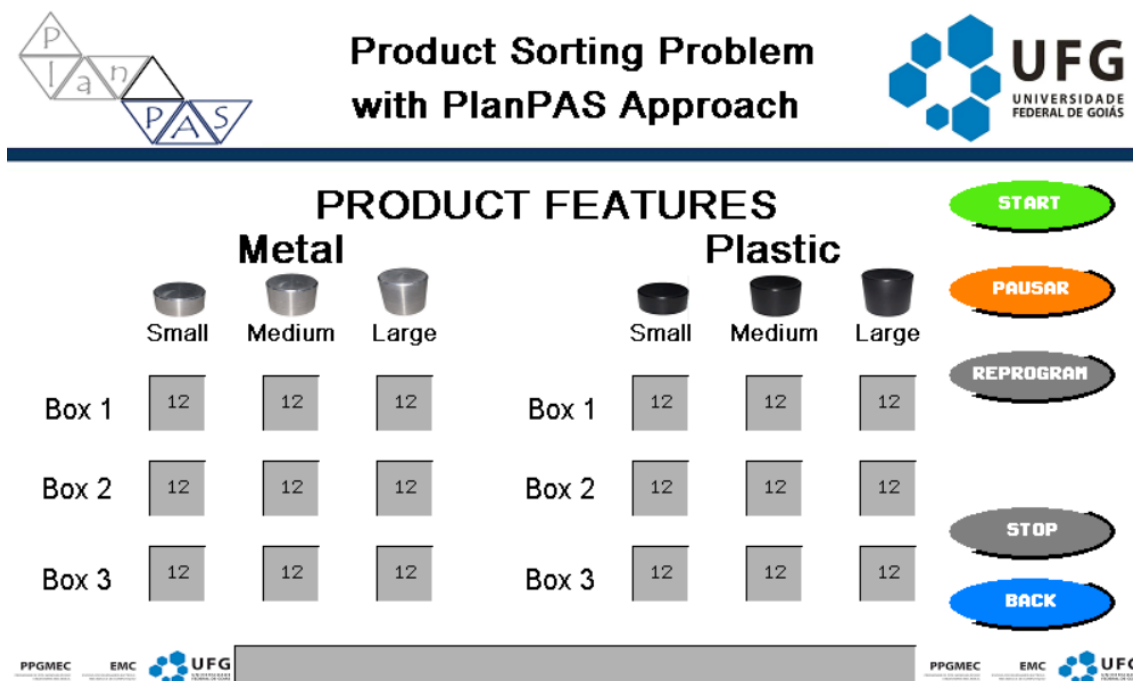 Plan
PAS
Product Sorting Problem
with PlanPAS Approach
UFG
UNIVERSIDADE
FEDERAL DE GOIÁS
PRODUCT FEATURES
Metal
Plastic
Small Medium Large
Small Medium Large
Box 1 12 12 12
Box 1 12 12 12
Box 2 12 12 12
Box 2 12 12 12
Box 3 12 12 12
Box 3 12 12 12
START
PAUSAR
REPROGRAM
STOP
BACK
PPGMEC EMC UFG
PPGMEC EMC UFG